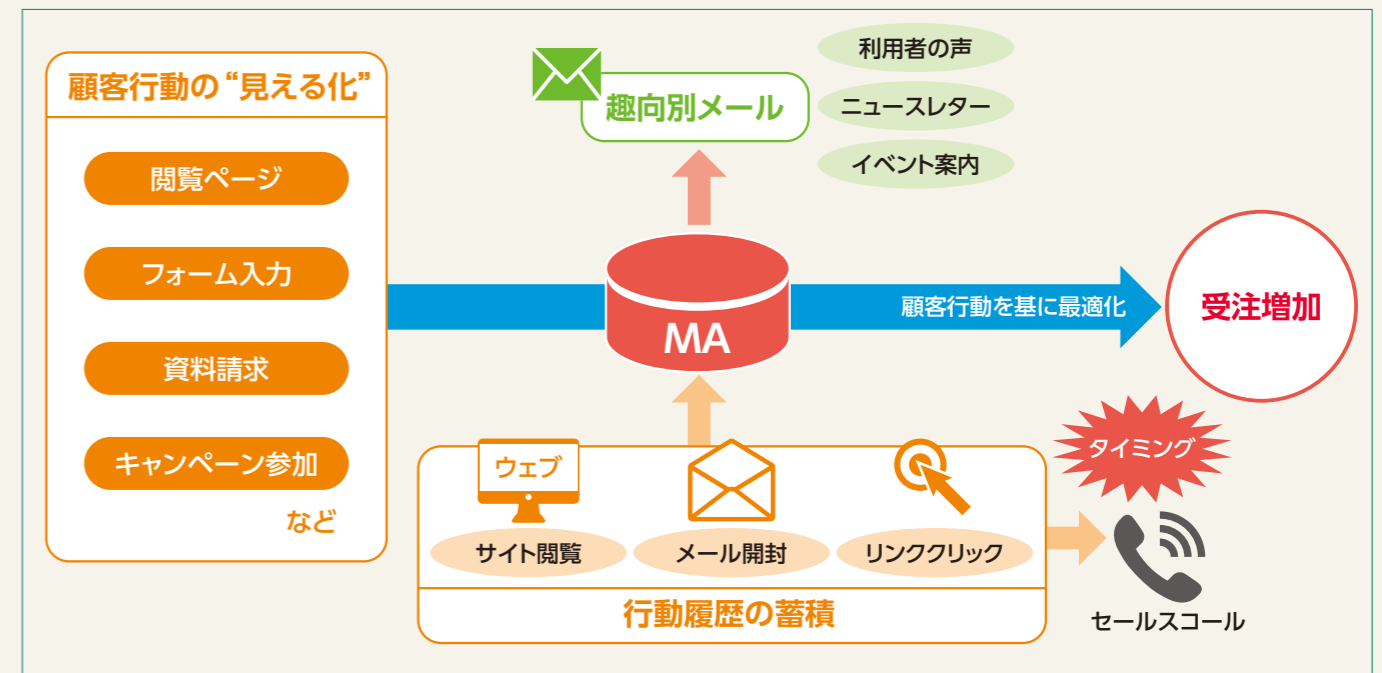 顧客行動の“見える化”
閲覧ページ
フォーム入力
資料請求
キャンペーン参加
など
趣向別メール
利用者の声
ニュースレター
イベント案内
MA
顧客行動を基に最適化
受注増加
ウェブ
サイト閲覧
メール開封
リンククリック
行動履歴の蓄積
タイミング
セールスコール